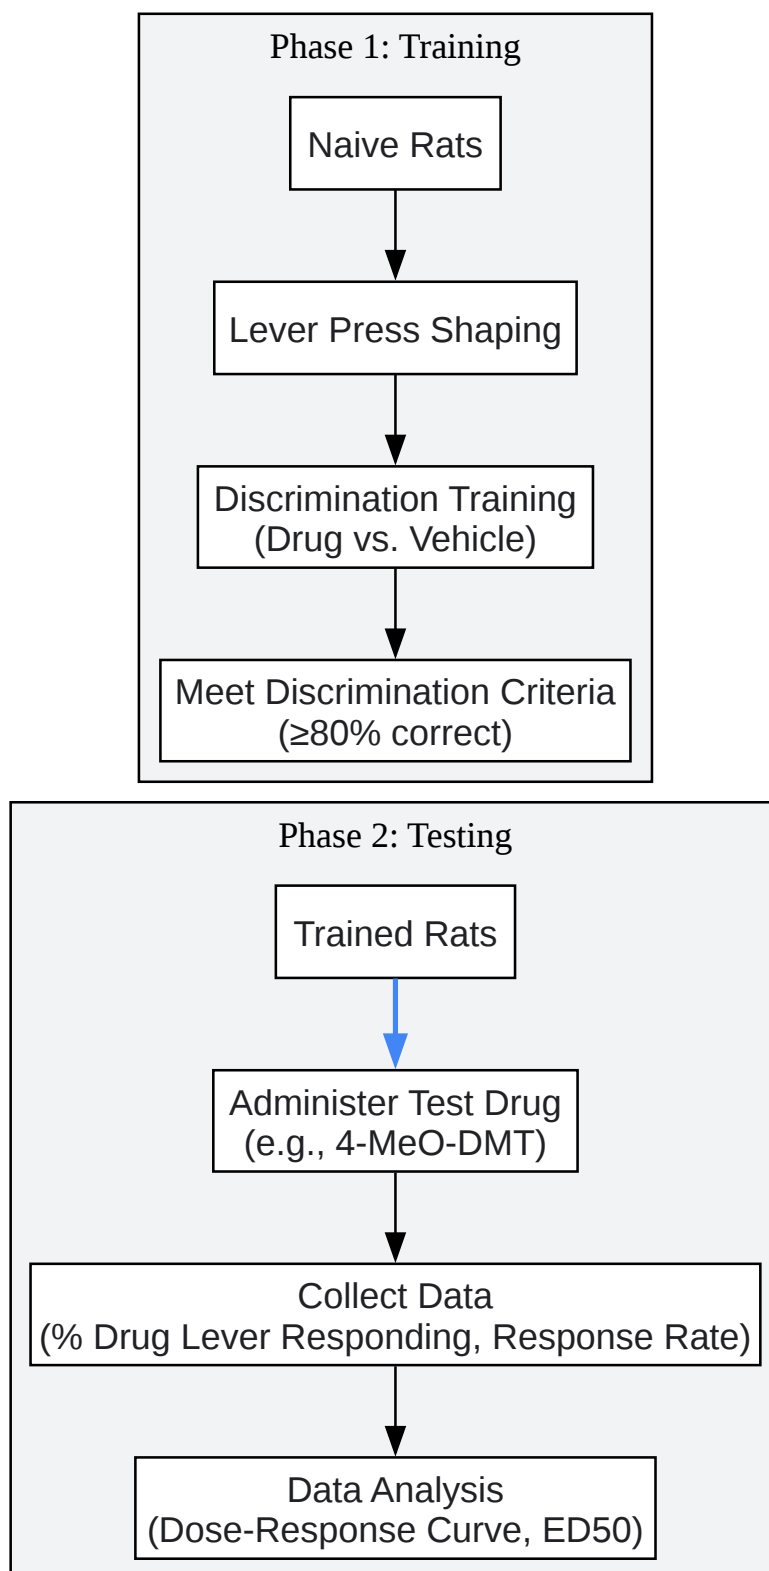 Phase 1: Training
Naive Rats
Lever Press Shaping
Discrimination Training
(Drug vs. Vehicle)
Meet Discrimination Criteria
(≥80% correct)
Phase 2: Testing
Trained Rats
Administer Test Drug
(e.g., 4-MeO-DMT)
Collect Data
(% Drug Lever Responding, Response Rate)
Data Analysis
(Dose-Response Curve, ED50)